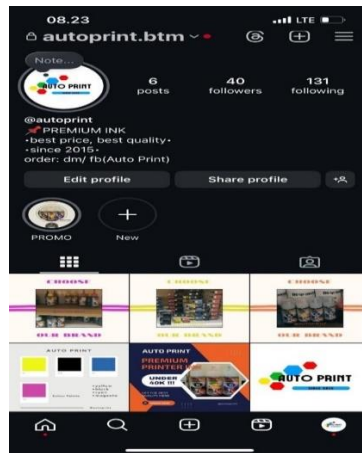 08.23
LTE
autoprint.btm
Note...
AUTO PRINT
6
posts
40
followers
131
following
@autoprint
📌PREMIUM INK
•best price, best quality•
•since 2015•
order: dm/ fb(Auto Print)
Edit profile
Share profile
PROMO
New
CHOOSE
OUR BRAND
CHOOSE
OUR BRAND
CHOOSE
OUR BRAND
AUTO PRINT
AUTO PRINT
PREMIUM
PRINTER
UNDER
40K !!!
AUTO PRINT